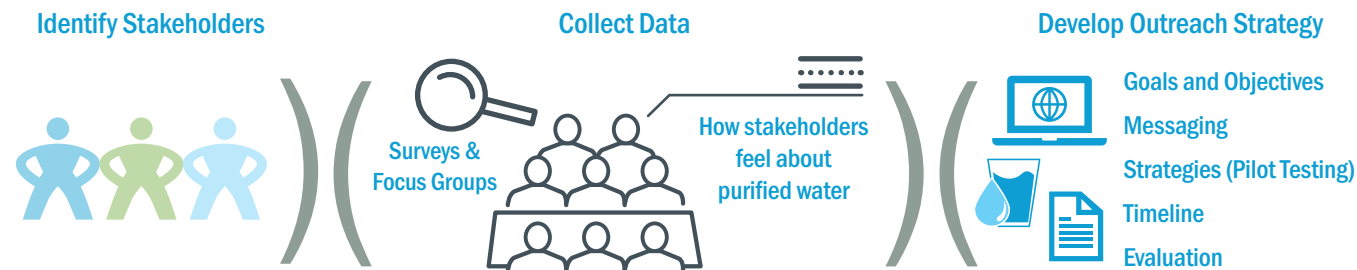 Identify Stakeholders
Collect Data
Develop Outreach Strategy
Surveys &
Focus Groups
How stakeholders
feel about
purified water
Goals and Objectives
Messaging
Strategies (Pilot Testing)
Timeline
Evaluation